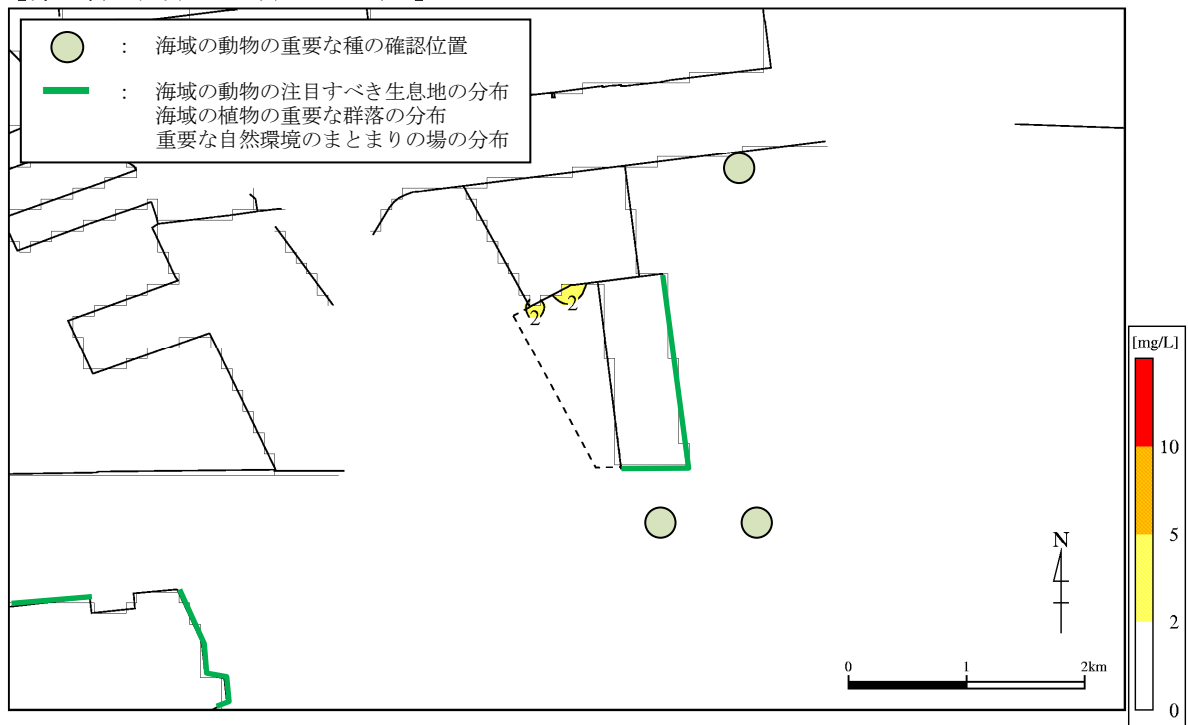 ： 海域の動物の重要な種の確認位置
： 海域の動物の注目すべき生息地の分布
海域の植物の重要な群落の分布
重要な自然環境のまとまりの場の分布
2
2
[mg/L]
10
5
2
0
N
0 1 2km